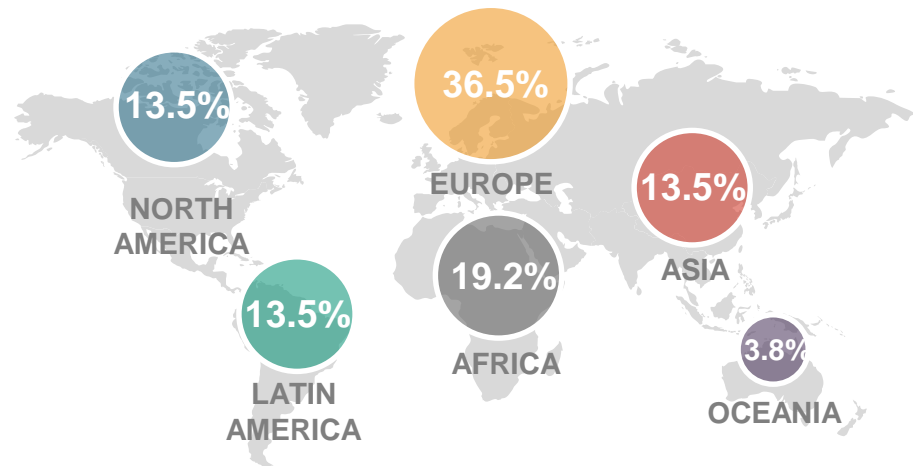 13.5%
NORTH
AMERICA
36.5%
EUROPE
13.5%
ASIA
13.5%
LATIN
AMERICA
19.2%
AFRICA
3.8%
OCEANIA